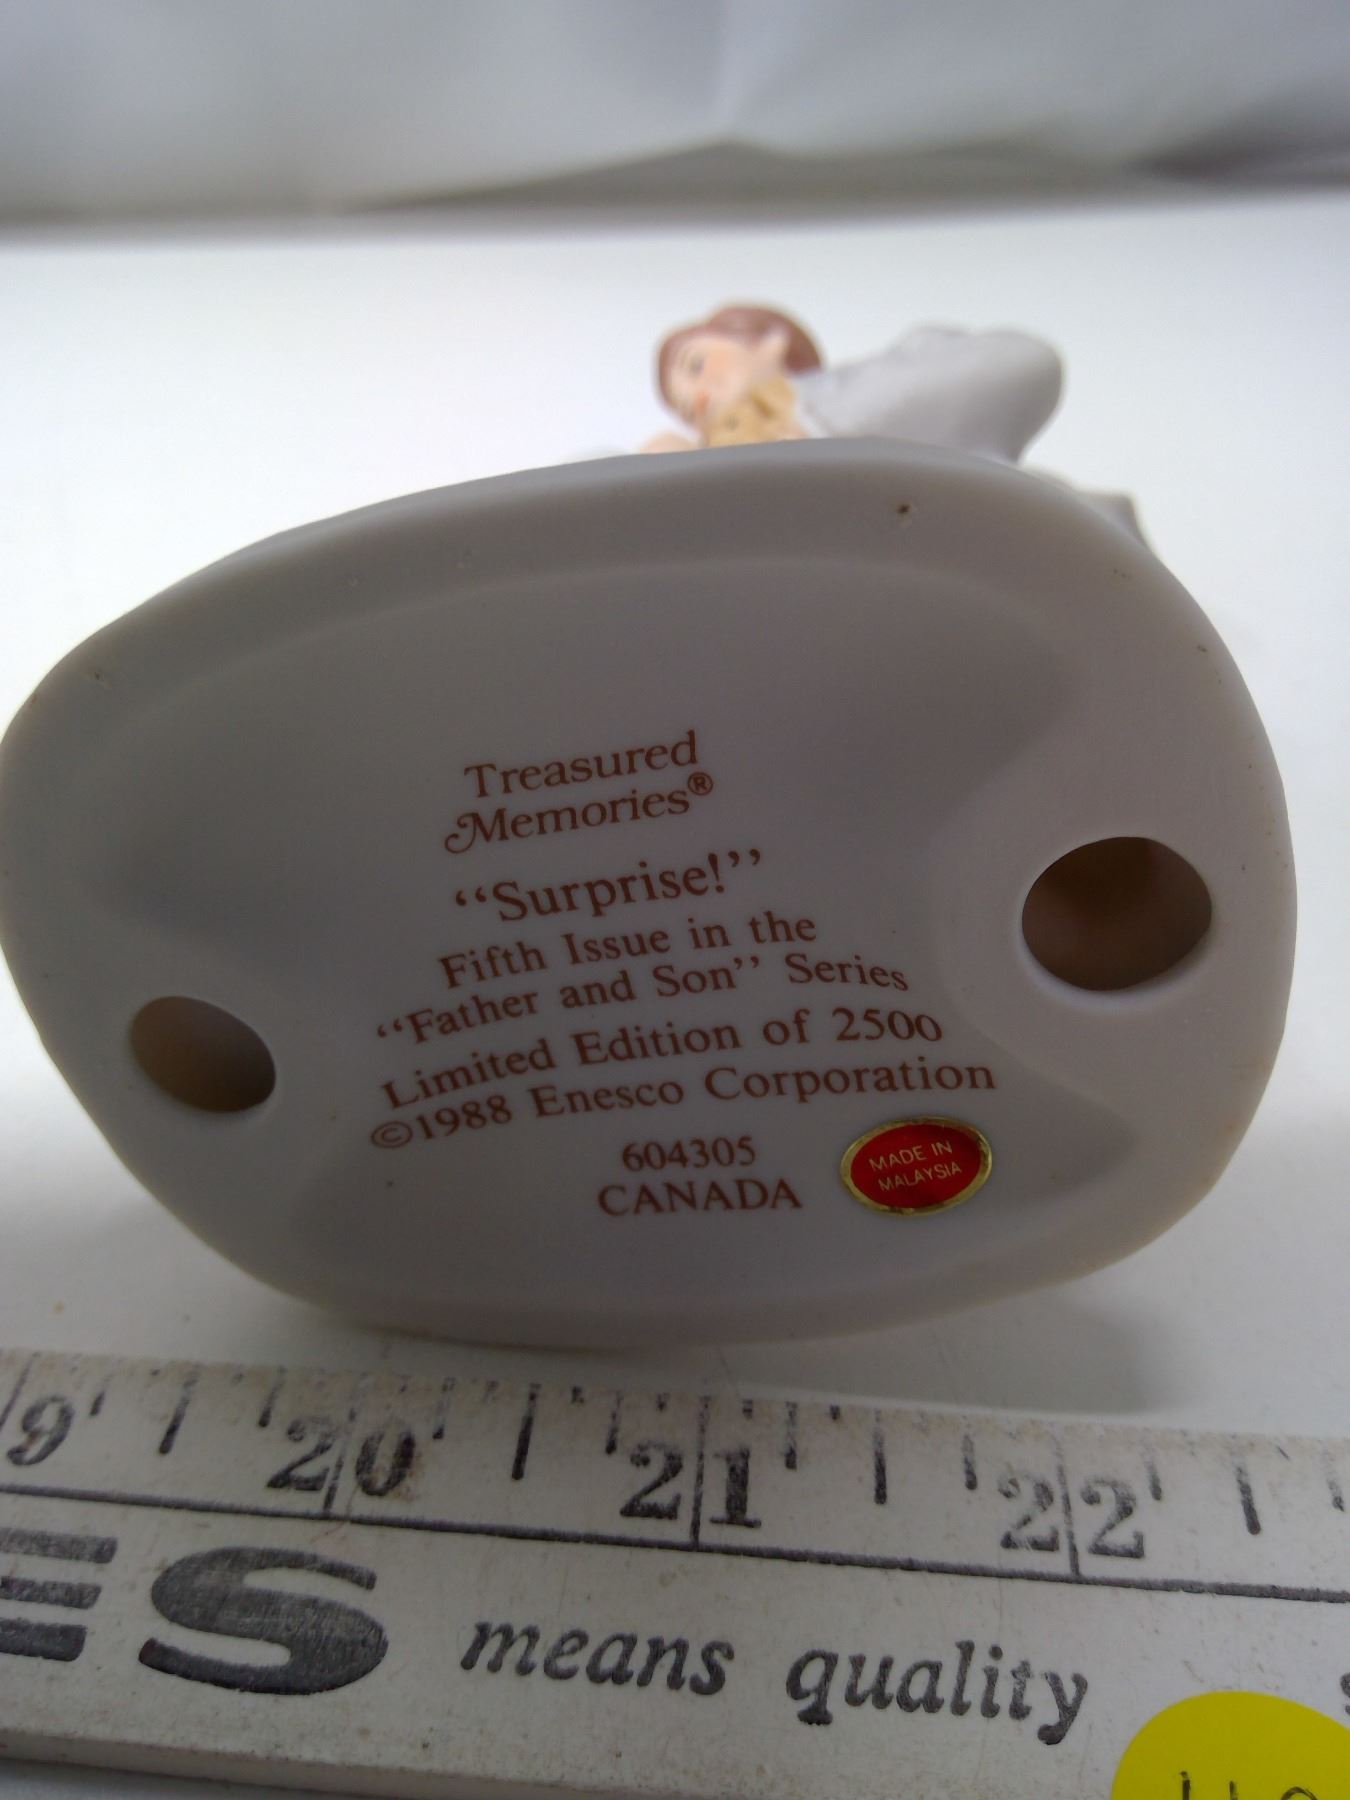 Treasured
Memories®
“Surprise!”
Fifth Issue in the
“Father and Son” Series
Limited Edition of 2500
©1988 Enesco Corporation
604305
CANADA
MADE IN
MALAYSIA
9 20 21 22
ES means quality